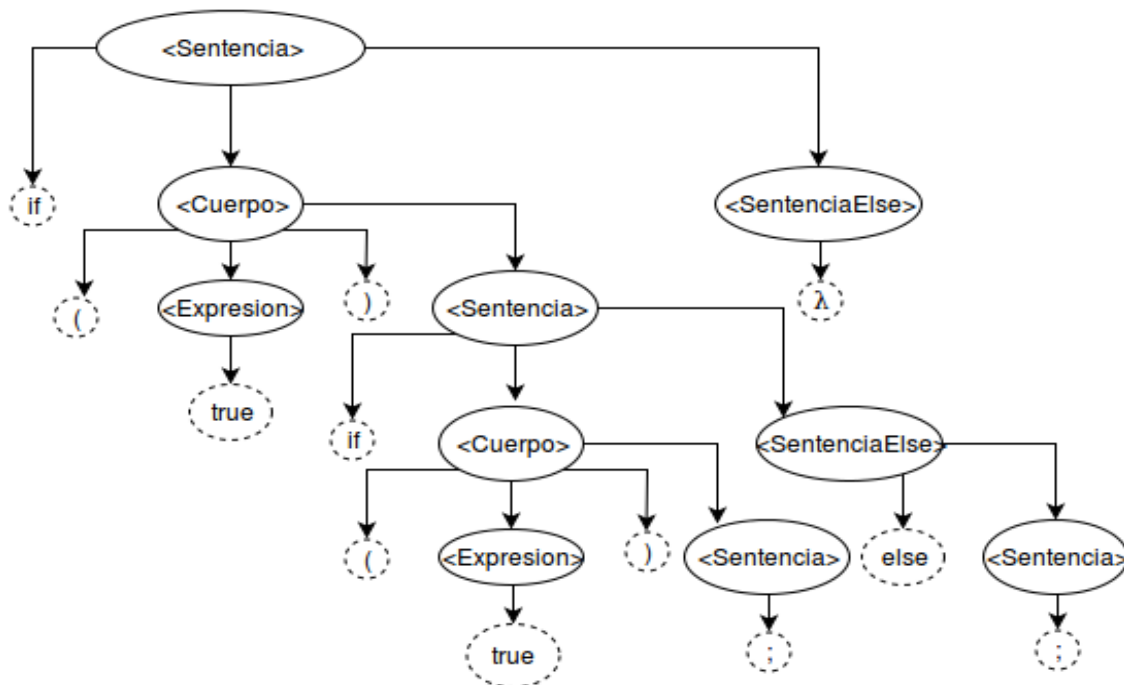 <Sentencia>
if
<Cuerpo>
<SentenciaElse>
(
<Expresion>
)
<Sentencia>
λ
true
if
<Cuerpo>
<SentenciaElse>
(
<Expresion>
)
<Sentencia>
else
<Sentencia>
true
;
;